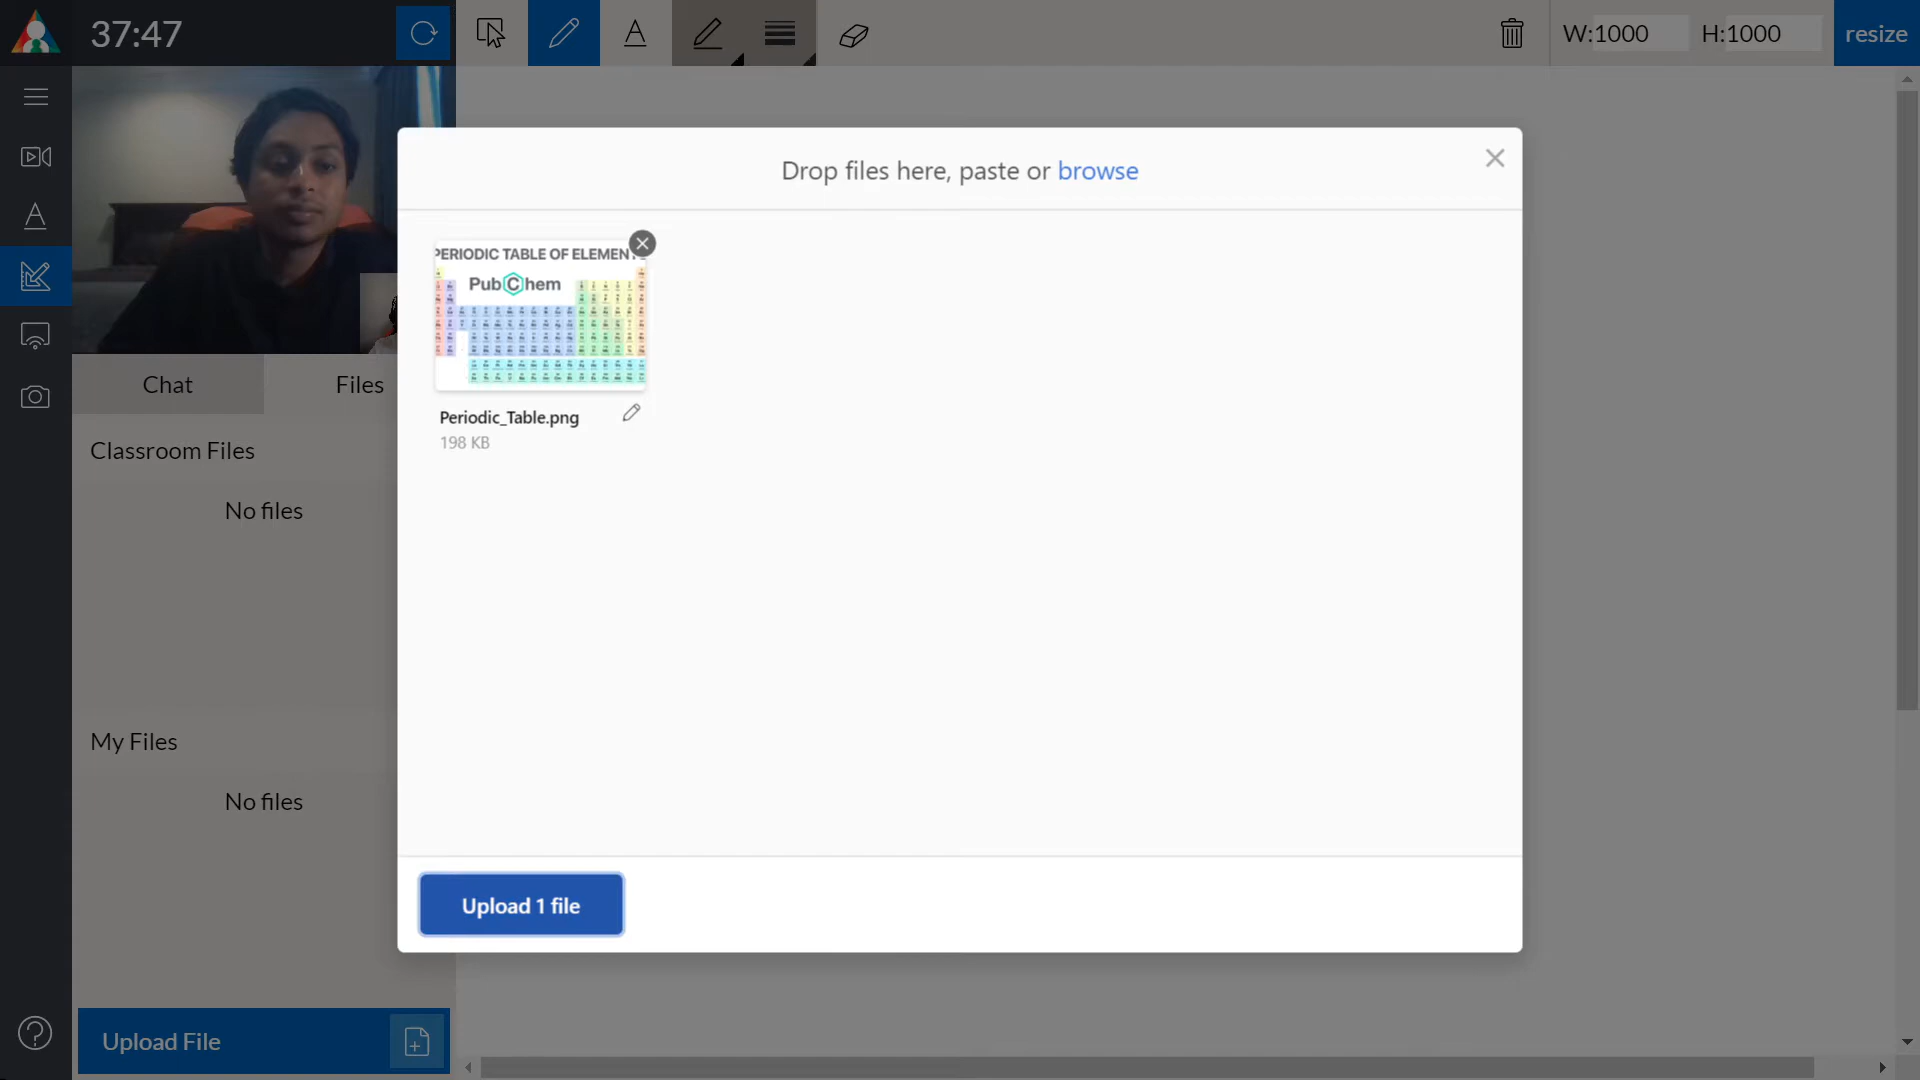 37:47
W:1000
H:1000
resize
Drop files here, paste or browse
PERIODIC TABLE OF ELEMEN
PubChem
Periodic_Table.png
198 KB
Chat
Files
Classroom Files
No files
My Files
No files
Upload 1 file
Upload File